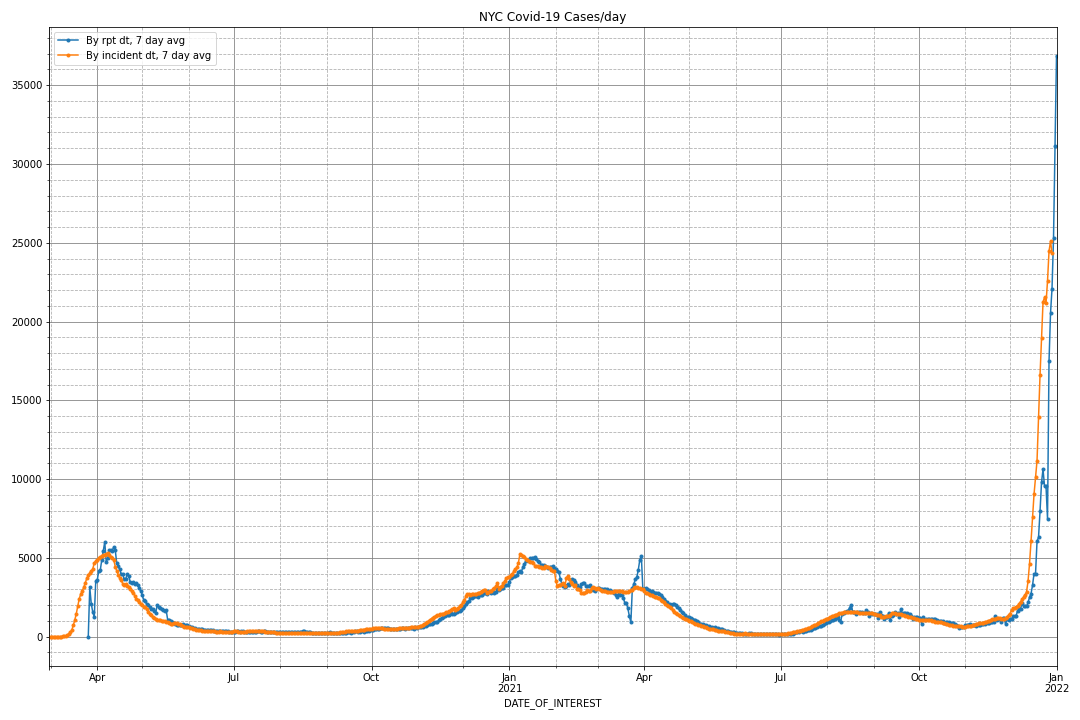 NYC Covid-19 Cases/day
By rpt dt, 7 day avg
By incident dt, 7 day avg
35000
30000
25000
20000
15000
10000
5000
0
Apr Jul Oct Jan Apr Jul Oct Jan
2021 2022
DATE_OF_INTEREST